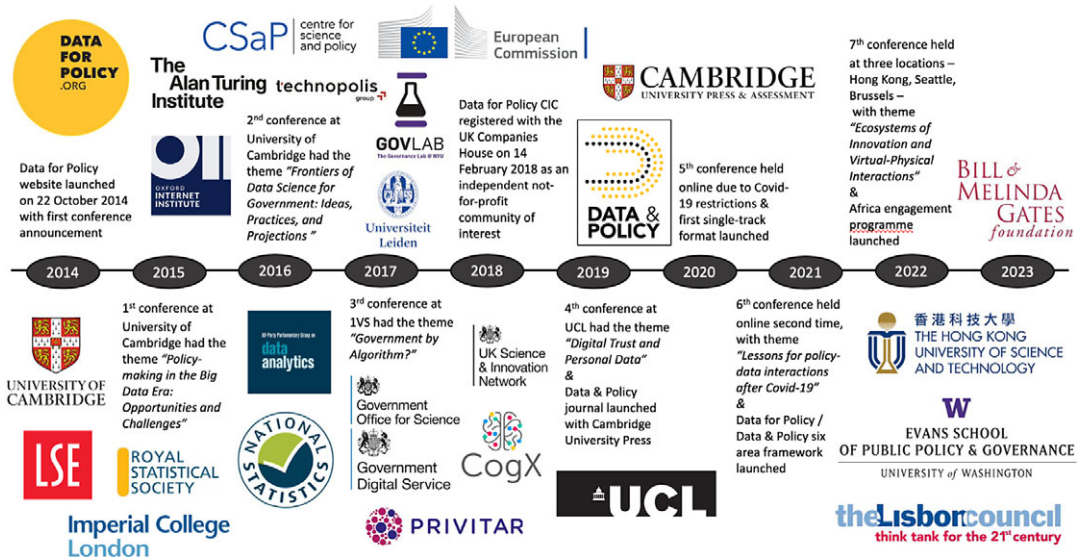 DATA
FOR
POLICY
.ORG
CSaP
centre for
science
and policy
European
Commission
The
Alan Turing
Institute
technopolis
group
OXFORD
INTERNET
INSTITUTE
GOVLAB
The Governance Lab @ NYU
Universiteit
Leiden
CAMBRIDGE
UNIVERSITY PRESS & ASSESSMENT
DATA &
POLICY
BILL &
MELINDA
GATES
foundation
Data for Policy
website launched
on 22 October 2014
with first conference
announcement
2nd conference at
University of
Cambridge had the
theme "Frontiers of
Data Science for
Government: Ideas,
Practices, and
Projections "
Data for Policy CIC
registered with the
UK Companies
House on 14
February 2018 as an
independent not-
for-profit
community of
interest
5th conference held
online due to Covid-
19 restrictions &
first single-track
format launched
7th conference held
at three locations –
Hong Kong, Seattle,
Brussels –
with theme
"Ecosystems of
Innovation and
Virtual-Physical
Interactions"
&
Africa engagement
programme
launched
2014
2015
2016
2017
2018
2019
2020
2021
2022
2023
UNIVERSITY OF
CAMBRIDGE
1st conference at
University of
Cambridge had the
theme "Policy-
making in the Big
Data Era:
Opportunities and
Challenges"
LSE
ROYAL
STATISTICAL
SOCIETY
Imperial College
London
All-Party Parliamentary Group on
data
analytics
NATIONAL
STATISTICS
3rd conference at
1VS had the theme
"Government by
Algorithm?"
Government
Office for Science
Government
Digital Service
PRIVITAR
UK Science
& Innovation
Network
CogX
4th conference at
UCL had the theme
"Digital Trust and
Personal Data"
&
Data & Policy
journal launched
with Cambridge
University Press
UCL
6th conference held
online second time,
with theme
"Lessons for policy-
data interactions
after Covid-19"
&
Data for Policy /
Data & Policy six
area framework
launched
香港科技大學
THE HONG KONG
UNIVERSITY OF SCIENCE
AND TECHNOLOGY
W
EVANS SCHOOL
OF PUBLIC POLICY & GOVERNANCE
UNIVERSITY of WASHINGTON
theLisboncouncil
think tank for the 21st century